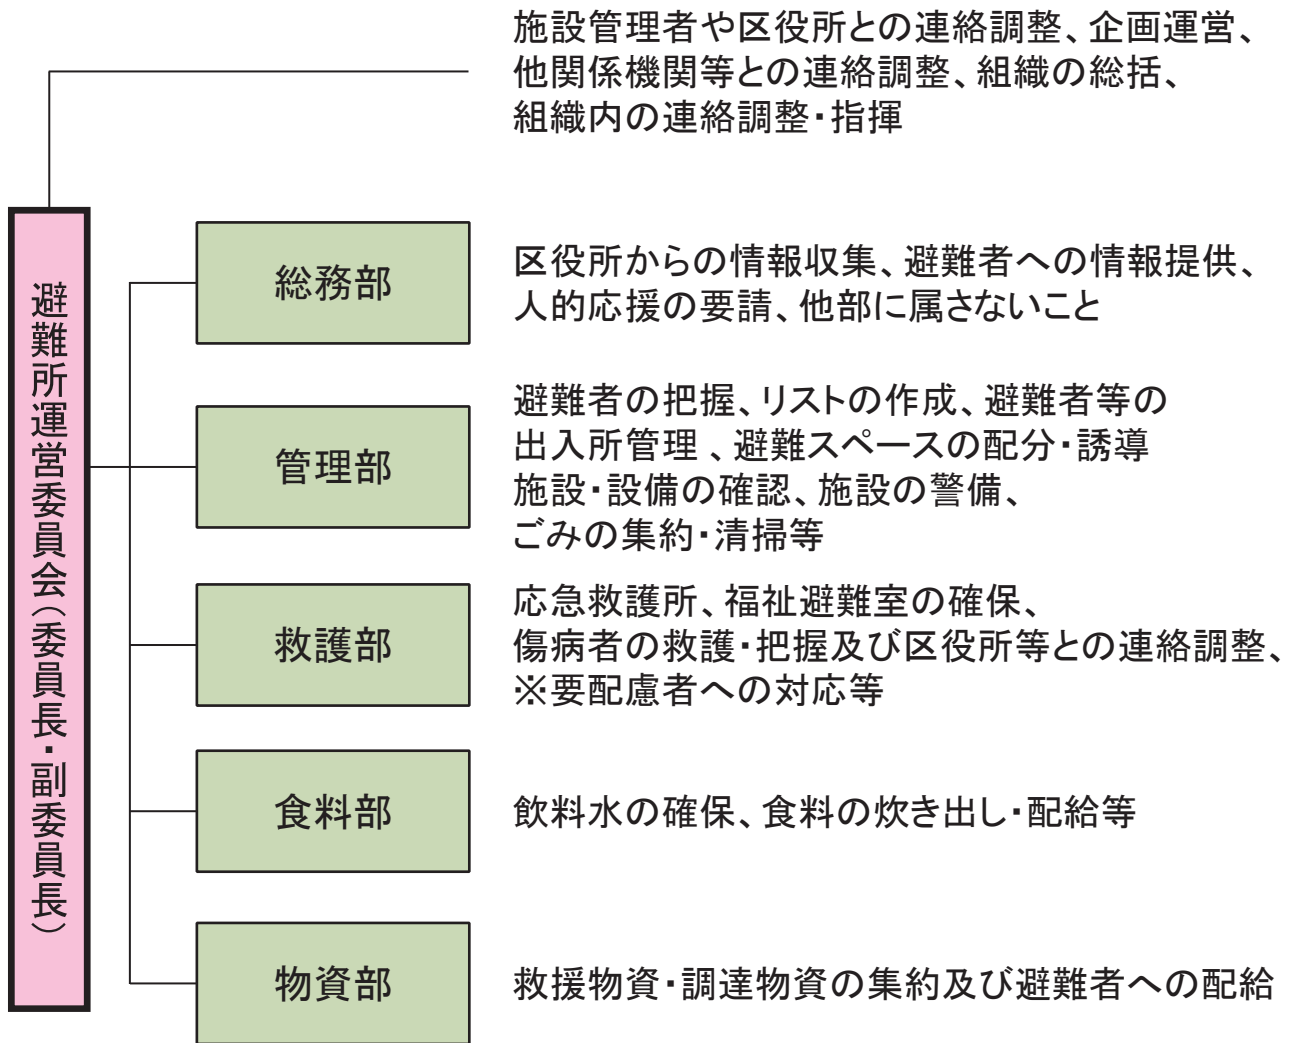 施設管理者や区役所との連絡調整、企画運営、
他関係機関等との連絡調整、組織の総括、
組織内の連絡調整・指揮
避難所運営委員会（委員長・副委員長）
総務部
区役所からの情報収集、避難者への情報提供、
人的応援の要請、他部に属さないこと
管理部
避難者の把握、リストの作成、避難者等の
出入所管理 、避難スペースの配分・誘導
施設・設備の確認、施設の警備、
ごみの集約・清掃等
救護部
応急救護所、福祉避難室の確保、
傷病者の救護・把握及び区役所等との連絡調整、
※要配慮者への対応等
食料部
飲料水の確保、食料の炊き出し・配給等
物資部
救援物資・調達物資の集約及び避難者への配給